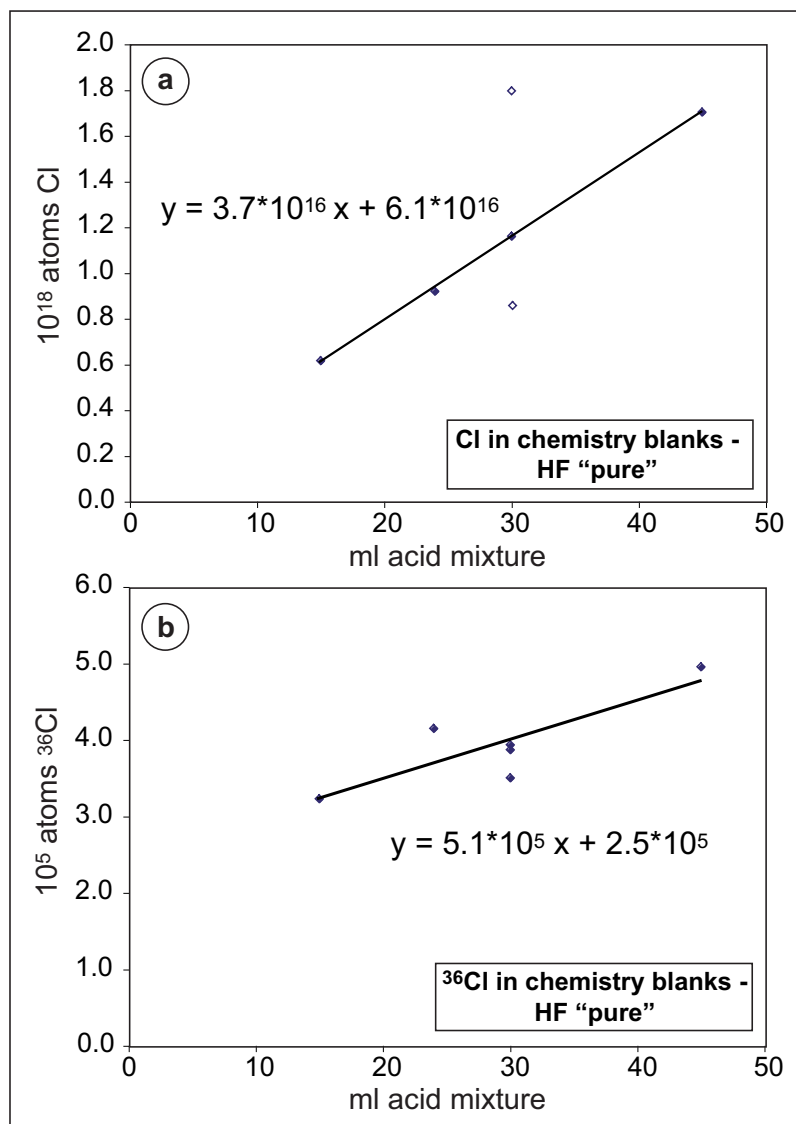 a
2.0
1.8
1.6
1.4
1.2
1.0
0.8
0.6
0.4
0.2
0.0
10¹⁸ atoms Cl
y = 3.7*10¹⁶ x + 6.1*10¹⁶
Cl in chemistry blanks -
HF “pure”
0 10 20 30 40 50
ml acid mixture
b
6.0
5.0
4.0
3.0
2.0
1.0
0.0
10⁵ atoms ³⁶Cl
y = 5.1*10⁵ x + 2.5*10⁵
³⁶Cl in chemistry blanks -
HF “pure”
0 10 20 30 40 50
ml acid mixture